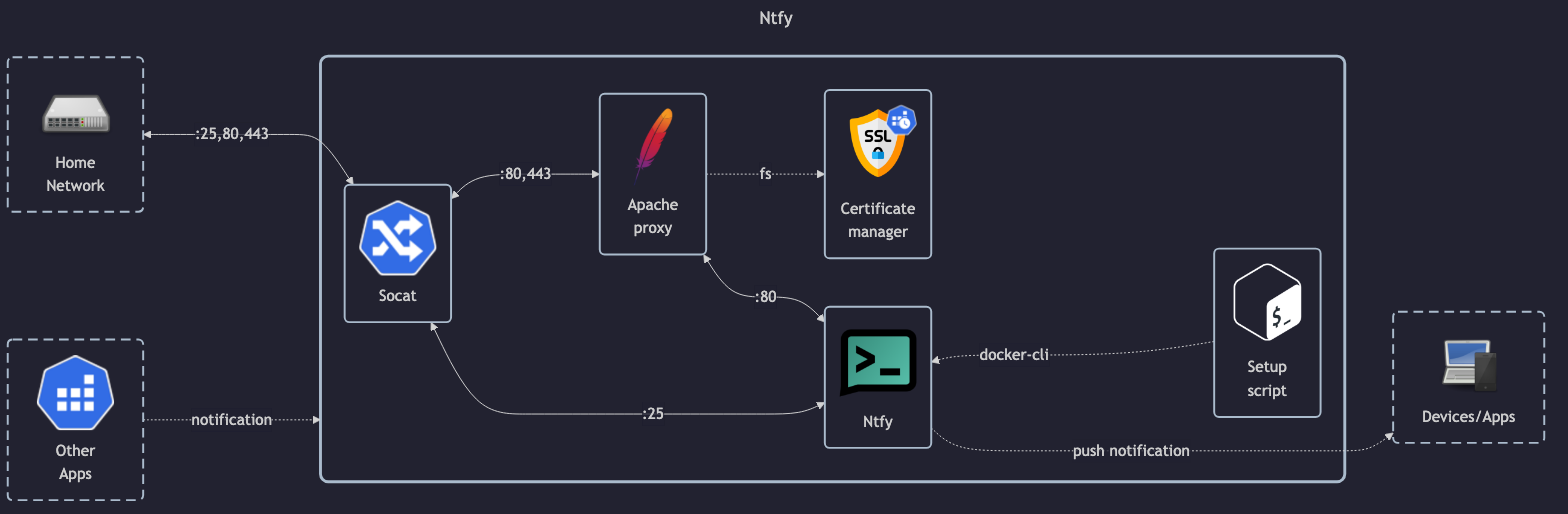 Ntfy
Home
Network
:25,80,443
Socat
:80,443
Apache
proxy
fs
SSL
Certificate
manager
:80
Other
Apps
notification
:25
>_
Ntfy
docker-cli
$_
Setup
script
push notification
Devices/Apps